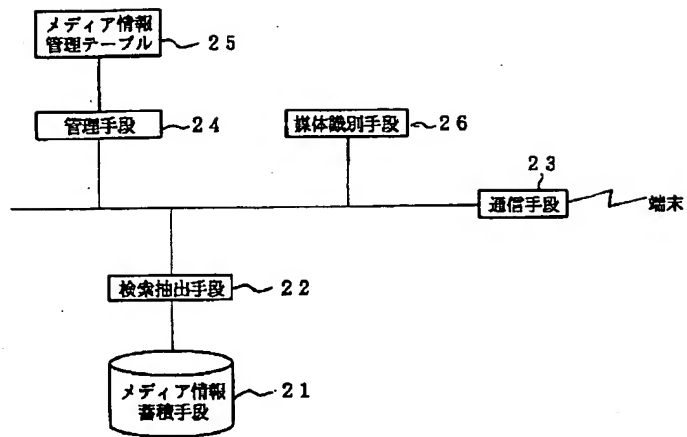 メディア情報
管理テーブル
25
管理手段
24
媒体識別手段
26
23
通信手段
端末
検索抽出手段
22
メディア情報
蓄積手段
21